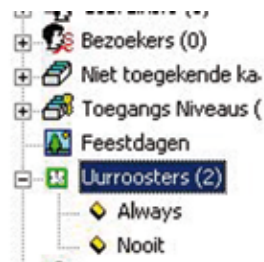 Bezoekers (0)
Niet toegekende ka
Toegangs Niveaus (
Feestdagen
Uurroosters (2)
Always
Nooit